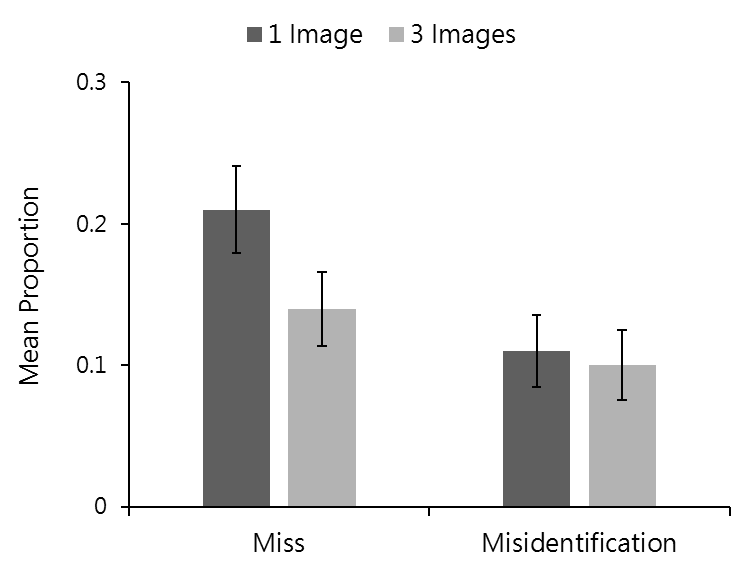 1 Image 3 Images
0.3
0.2
0.1
0
Mean Proportion
Miss Misidentification